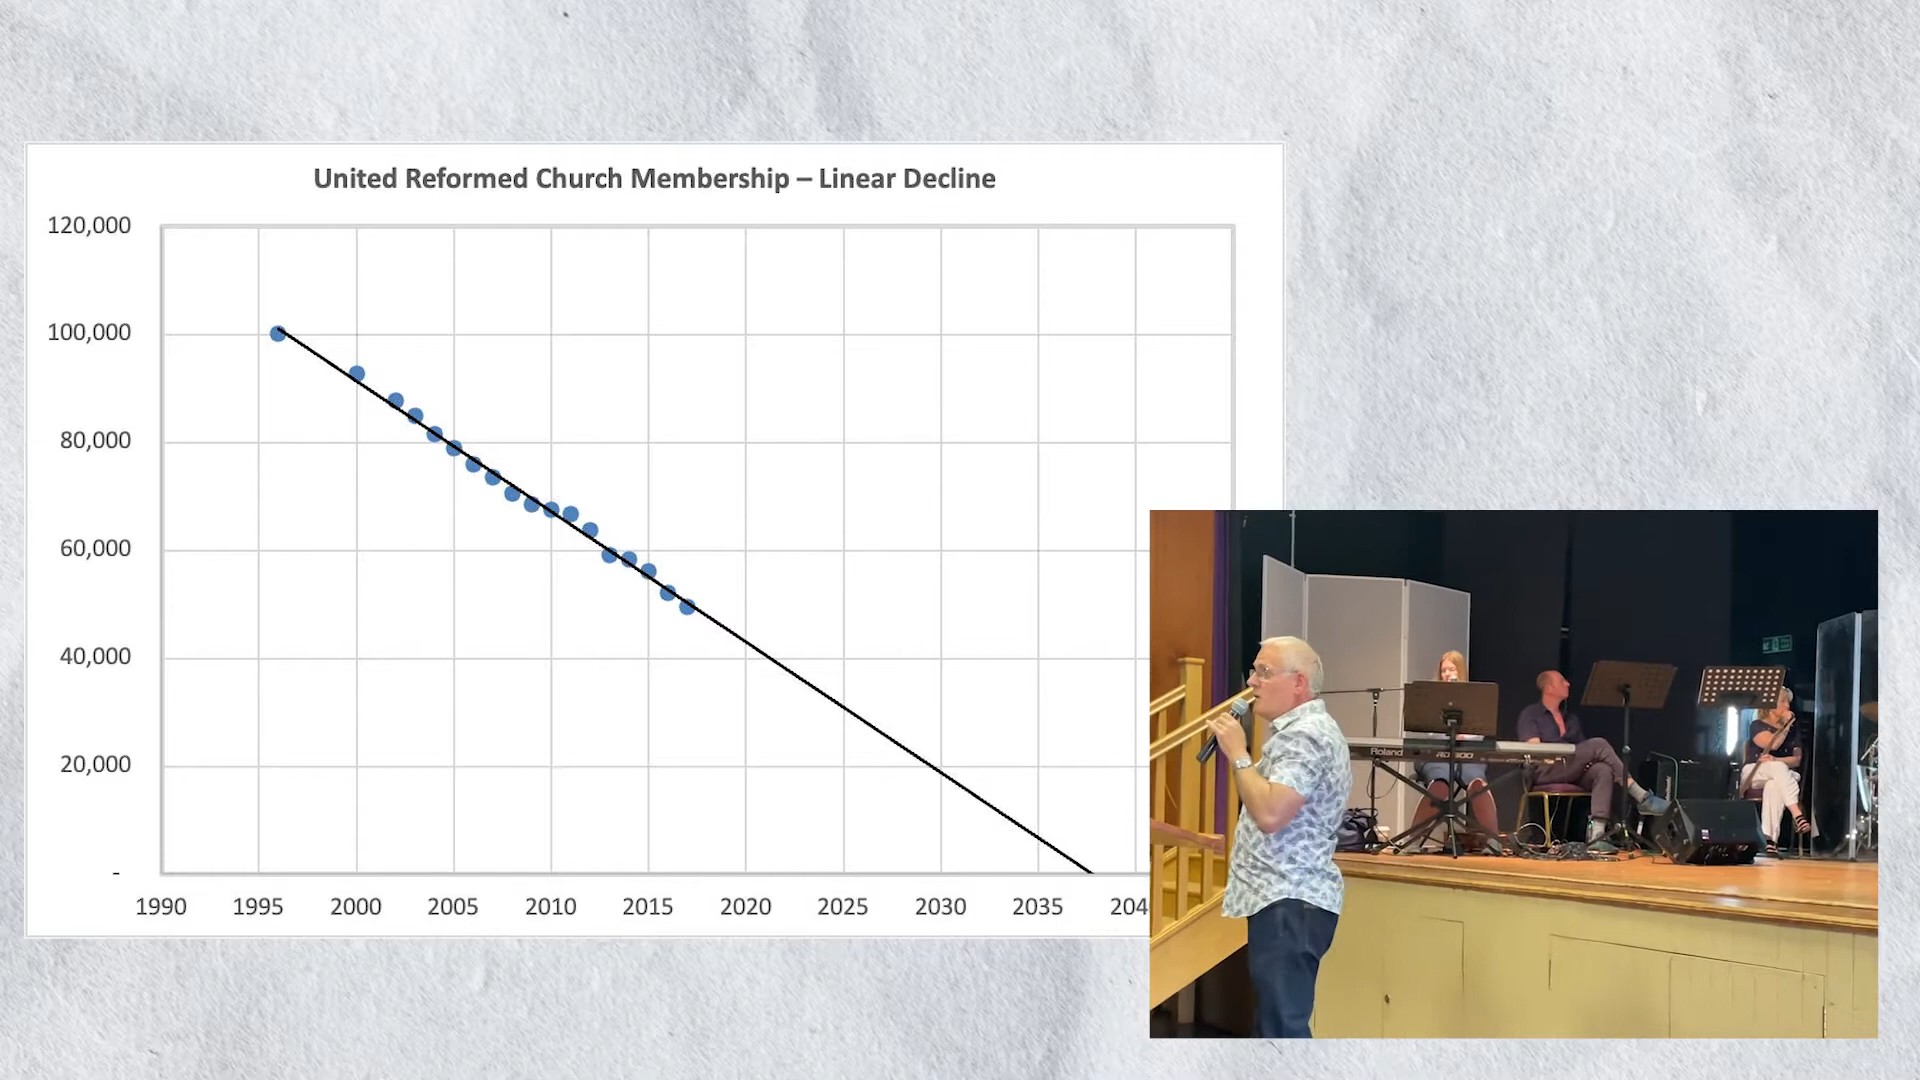 United Reformed Church Membership – Linear Decline
120,000
100,000
80,000
60,000
40,000
20,000
-
1990 1995 2000 2005 2010 2015 2020 2025 2030 2035 204
Roland